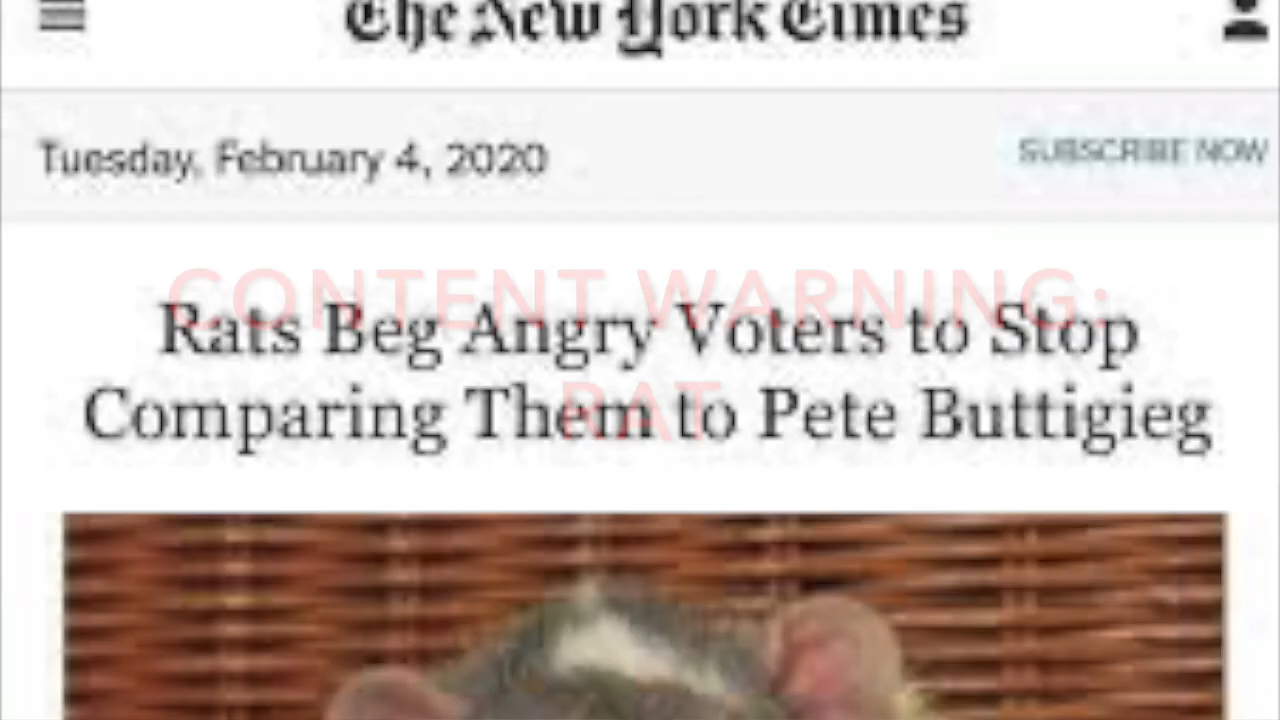 The New York Times
Tuesday, February 4, 2020
SUBSCRIBE NOW
CONTENT WARNING:
RAT
Rats Beg Angry Voters to Stop
Comparing Them to Pete Buttigieg